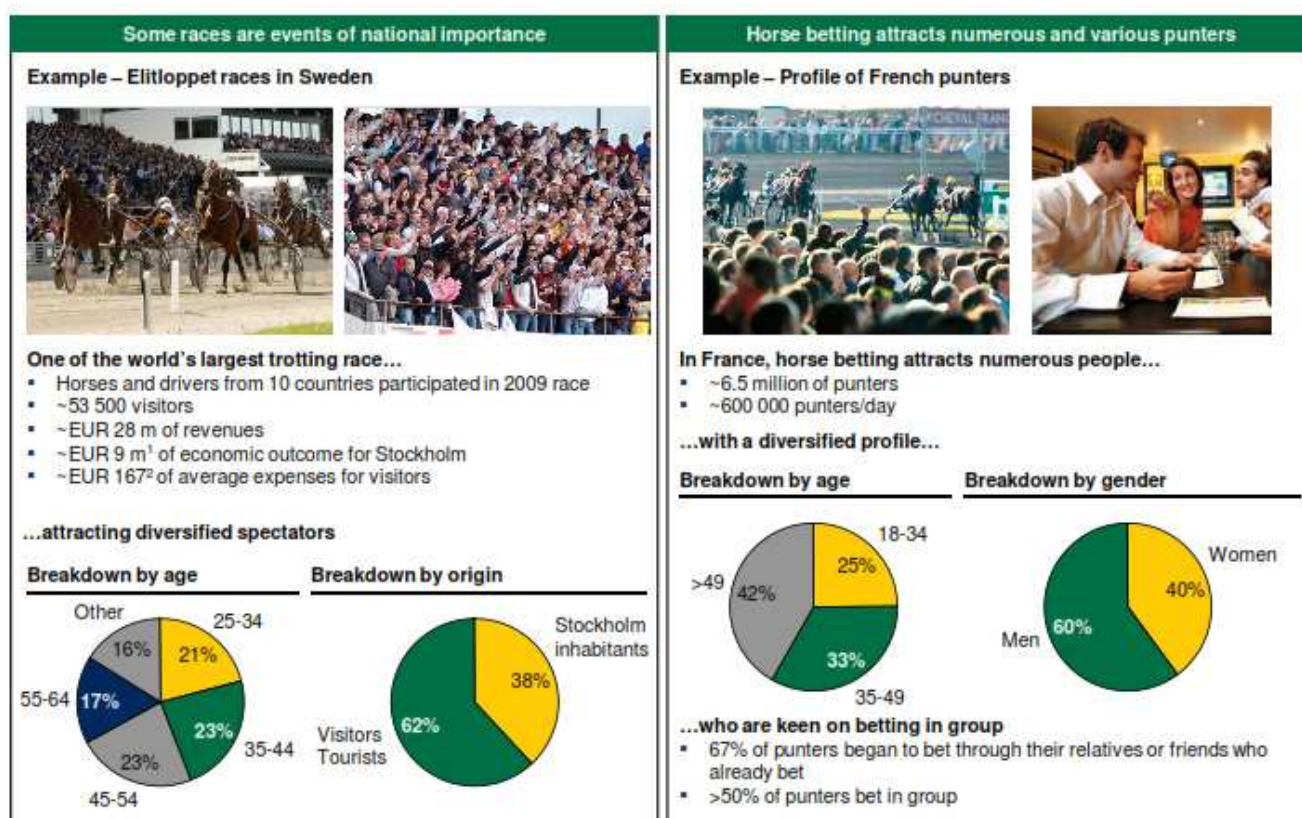 Some races are events of national importance
Example – Elitloppet races in Sweden
One of the world's largest trotting race…
▪ Horses and drivers from 10 countries participated in 2009 race
▪ ~53 500 visitors
▪ ~EUR 28 m of revenues
▪ ~EUR 9 m¹ of economic outcome for Stockholm
▪ ~EUR 167² of average expenses for visitors
…attracting diversified spectators
Breakdown by age
Other
16%
25-34
21%
55-64
17%
23%
35-44
23%
45-54
Breakdown by origin
Stockholm
inhabitants
38%
62%
Visitors
Tourists
Horse betting attracts numerous and various punters
Example – Profile of French punters
CHEVAL FRANC
In France, horse betting attracts numerous people…
▪ ~6.5 million of punters
▪ ~600 000 punters/day
…with a diversified profile…
Breakdown by age
18-34
25%
>49
42%
33%
35-49
Breakdown by gender
Women
40%
60%
Men
…who are keen on betting in group
▪ 67% of punters began to bet through their relatives or friends who
already bet
▪ >50% of punters bet in group